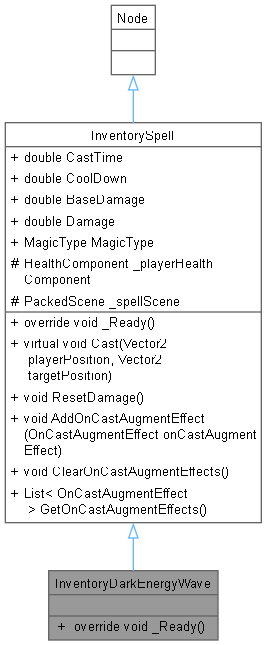 Node
InventorySpell
+ double CastTime
+ double CoolDown
+ double BaseDamage
+ double Damage
+ MagicType MagicType
# HealthComponent _playerHealth
Component
# PackedScene _spellScene
+ override void _Ready()
+ virtual void Cast(Vector2
playerPosition, Vector2
targetPosition)
+ void ResetDamage()
+ void AddOnCastAugmentEffect
(OnCastAugmentEffect onCastAugment
Effect)
+ void ClearOnCastAugmentEffects()
+ List< OnCastAugmentEffect
> GetOnCastAugmentEffects()
InventoryDarkEnergyWave
+ override void _Ready()